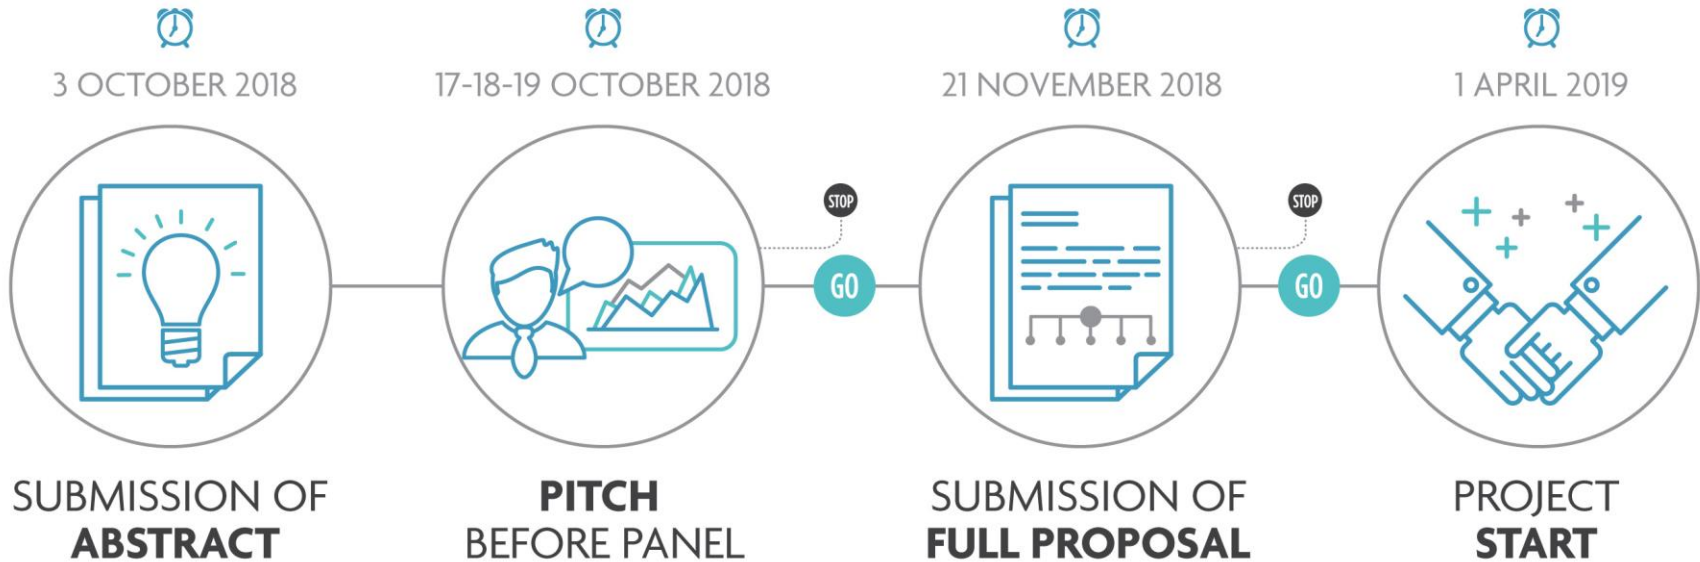 3 OCTOBER 2018
17-18-19 OCTOBER 2018
21 NOVEMBER 2018
1 APRIL 2019
STOP
STOP
GO
GO
SUBMISSION OF
ABSTRACT
PITCH
BEFORE PANEL
SUBMISSION OF
FULL PROPOSAL
PROJECT
START